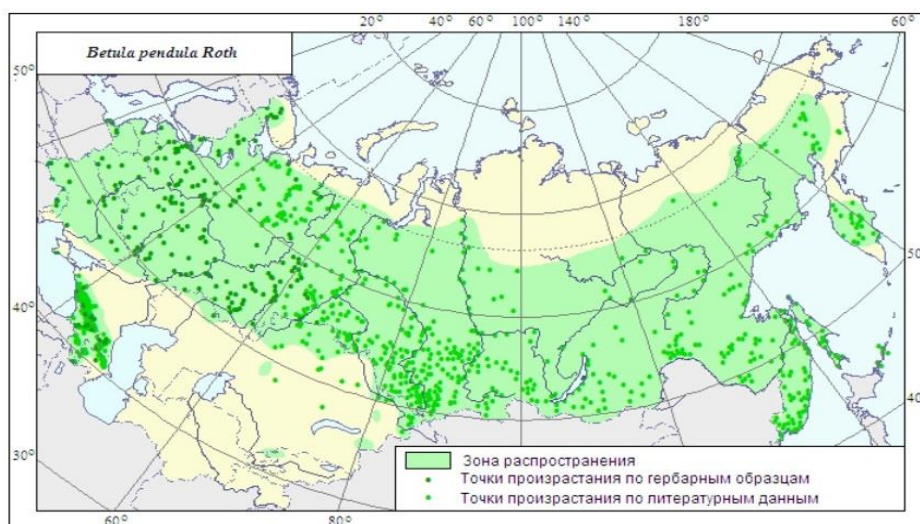 20° 40° 60° 100° 140° 180° 60°
Betula pendula Roth
50°
40°
50°
40°
30°
Зона распространения
Точки произрастания по гербарным образцам
Точки произрастания по литературным данным
60° 80°